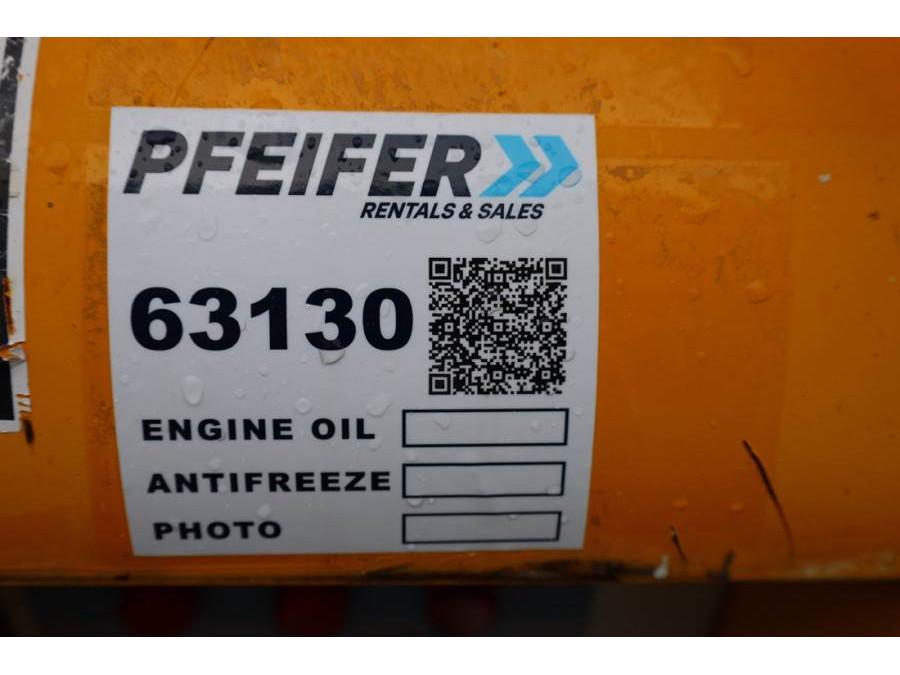 PFEIFER
RENTALS & SALES
63130
ENGINE OIL
ANTIFREEZE
PHOTO